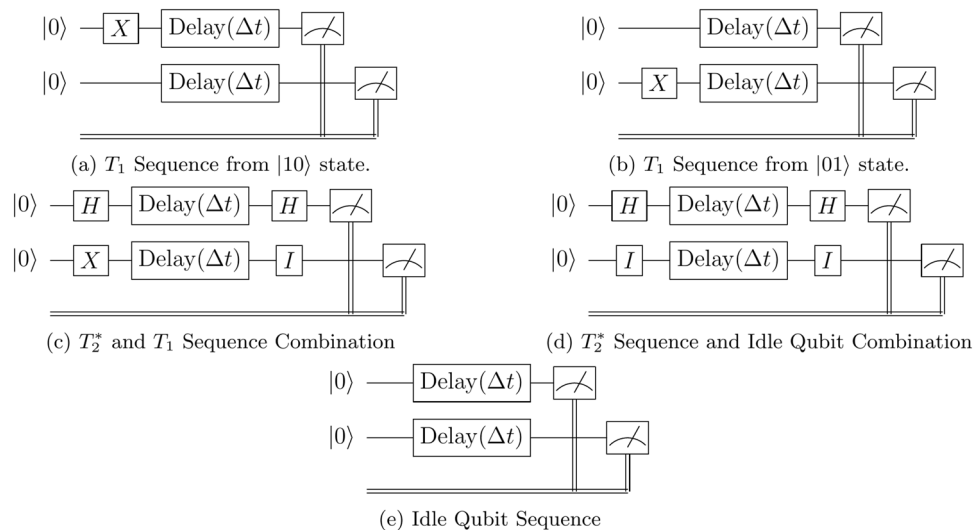 |0⟩ X Delay(Δt)
|0⟩ Delay(Δt)
(a) T₁ Sequence from |10⟩ state.
|0⟩ Delay(Δt)
|0⟩ X Delay(Δt)
(b) T₁ Sequence from |01⟩ state.
|0⟩ H Delay(Δt) H
|0⟩ X Delay(Δt) I
(c) T₂* and T₁ Sequence Combination
|0⟩ H Delay(Δt) H
|0⟩ I Delay(Δt) I
(d) T₂* Sequence and Idle Qubit Combination
|0⟩ Delay(Δt)
|0⟩ Delay(Δt)
(e) Idle Qubit Sequence